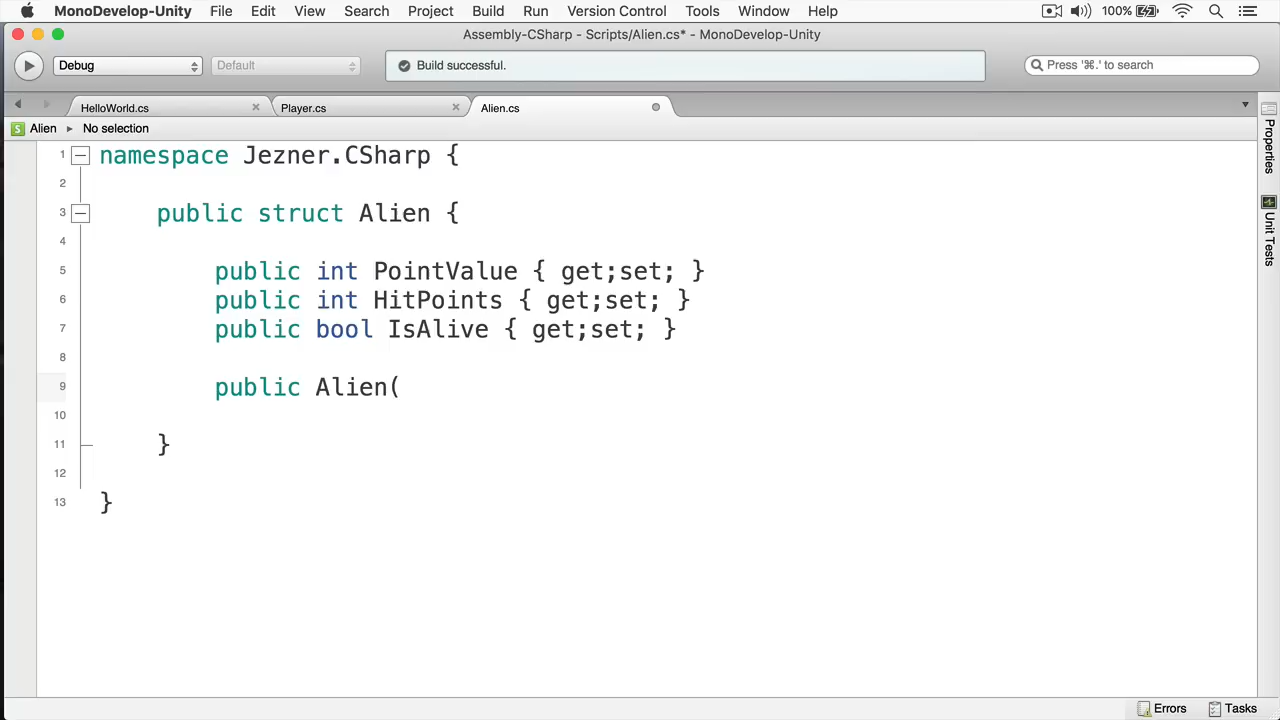 MonoDevelop-Unity File Edit View Search Project Build Run Version Control Tools Window Help 100%
Assembly-CSharp - Scripts/Alien.cs* - MonoDevelop-Unity
Debug Default Build successful. Press '⌘.' to search
HelloWorld.cs Player.cs Alien.cs
Alien No selection
1 namespace Jezner.CSharp {
2
3 public struct Alien {
4
5 public int PointValue { get;set; }
6 public int HitPoints { get;set; }
7 public bool IsAlive { get;set; }
8
9 public Alien(
10
11 }
12
13 }
Properties
Unit Tests
Errors Tasks